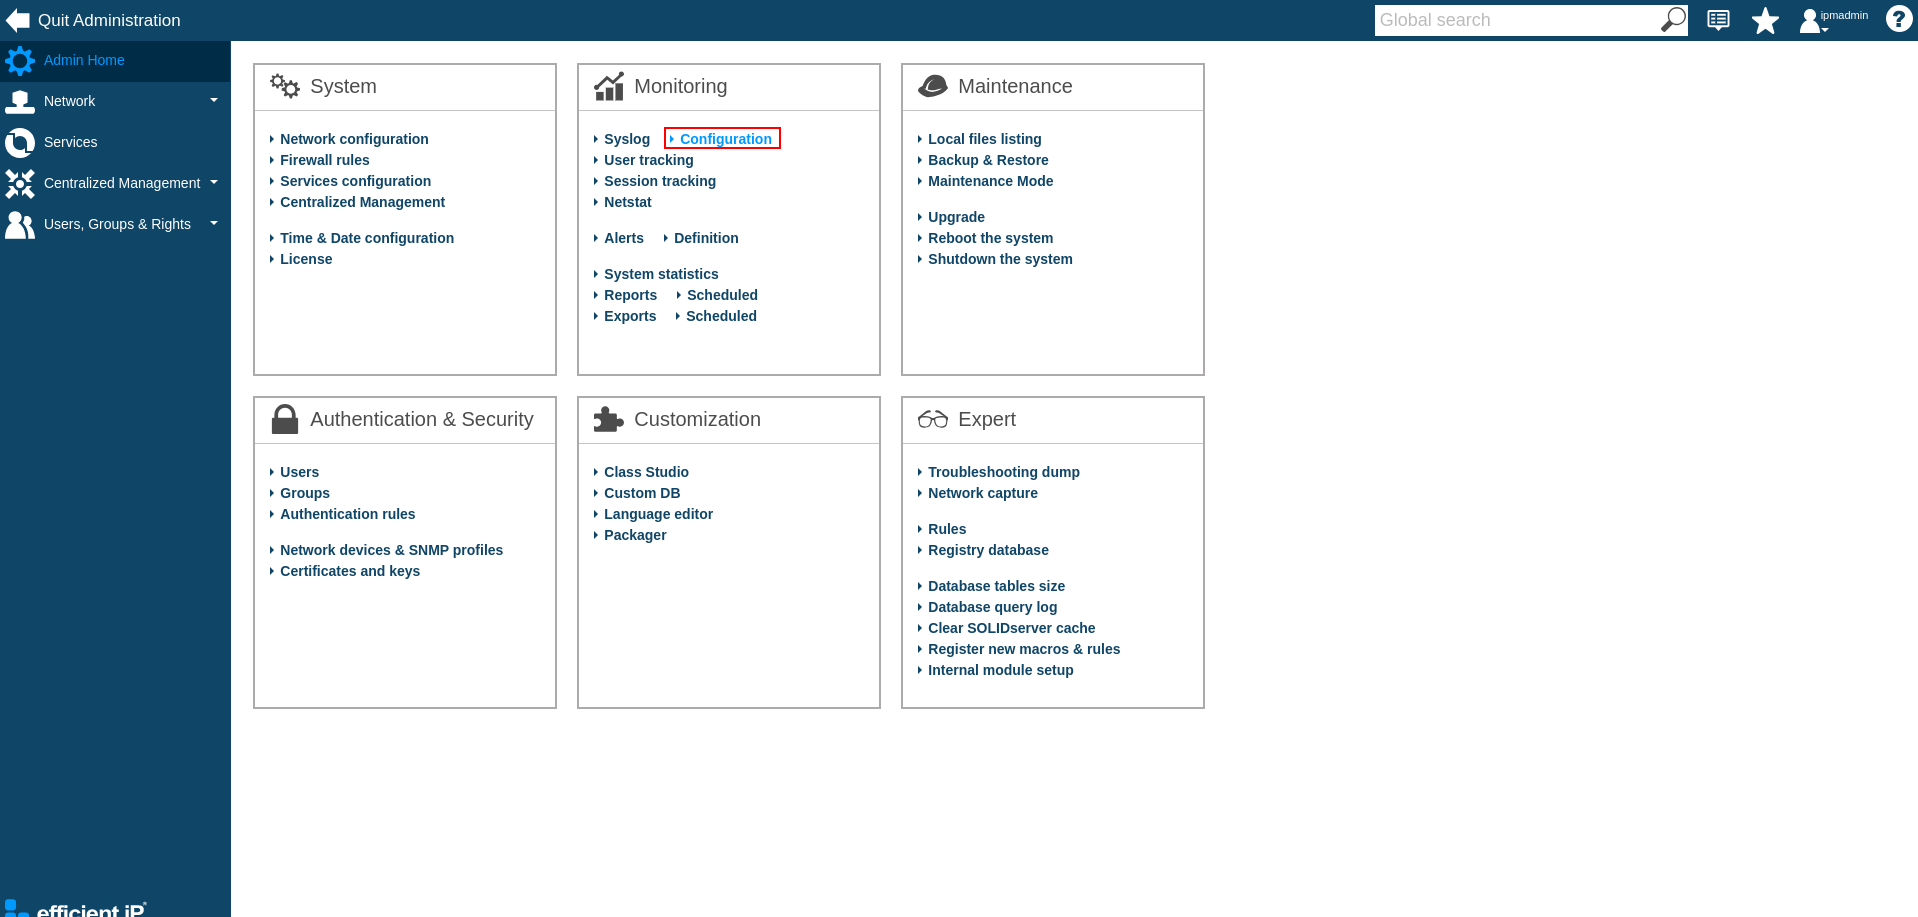 Quit Administration
Global search
ipmadmin
Admin Home
Network
Services
Centralized Management
Users, Groups & Rights
System
Network configuration
Firewall rules
Services configuration
Centralized Management
Time & Date configuration
License
Monitoring
Syslog Configuration
User tracking
Session tracking
Netstat
Alerts Definition
System statistics
Reports Scheduled
Exports Scheduled
Maintenance
Local files listing
Backup & Restore
Maintenance Mode
Upgrade
Reboot the system
Shutdown the system
Authentication & Security
Users
Groups
Authentication rules
Network devices & SNMP profiles
Certificates and keys
Customization
Class Studio
Custom DB
Language editor
Packager
Expert
Troubleshooting dump
Network capture
Rules
Registry database
Database tables size
Database query log
Clear SOLIDserver cache
Register new macros & rules
Internal module setup
efficient iP